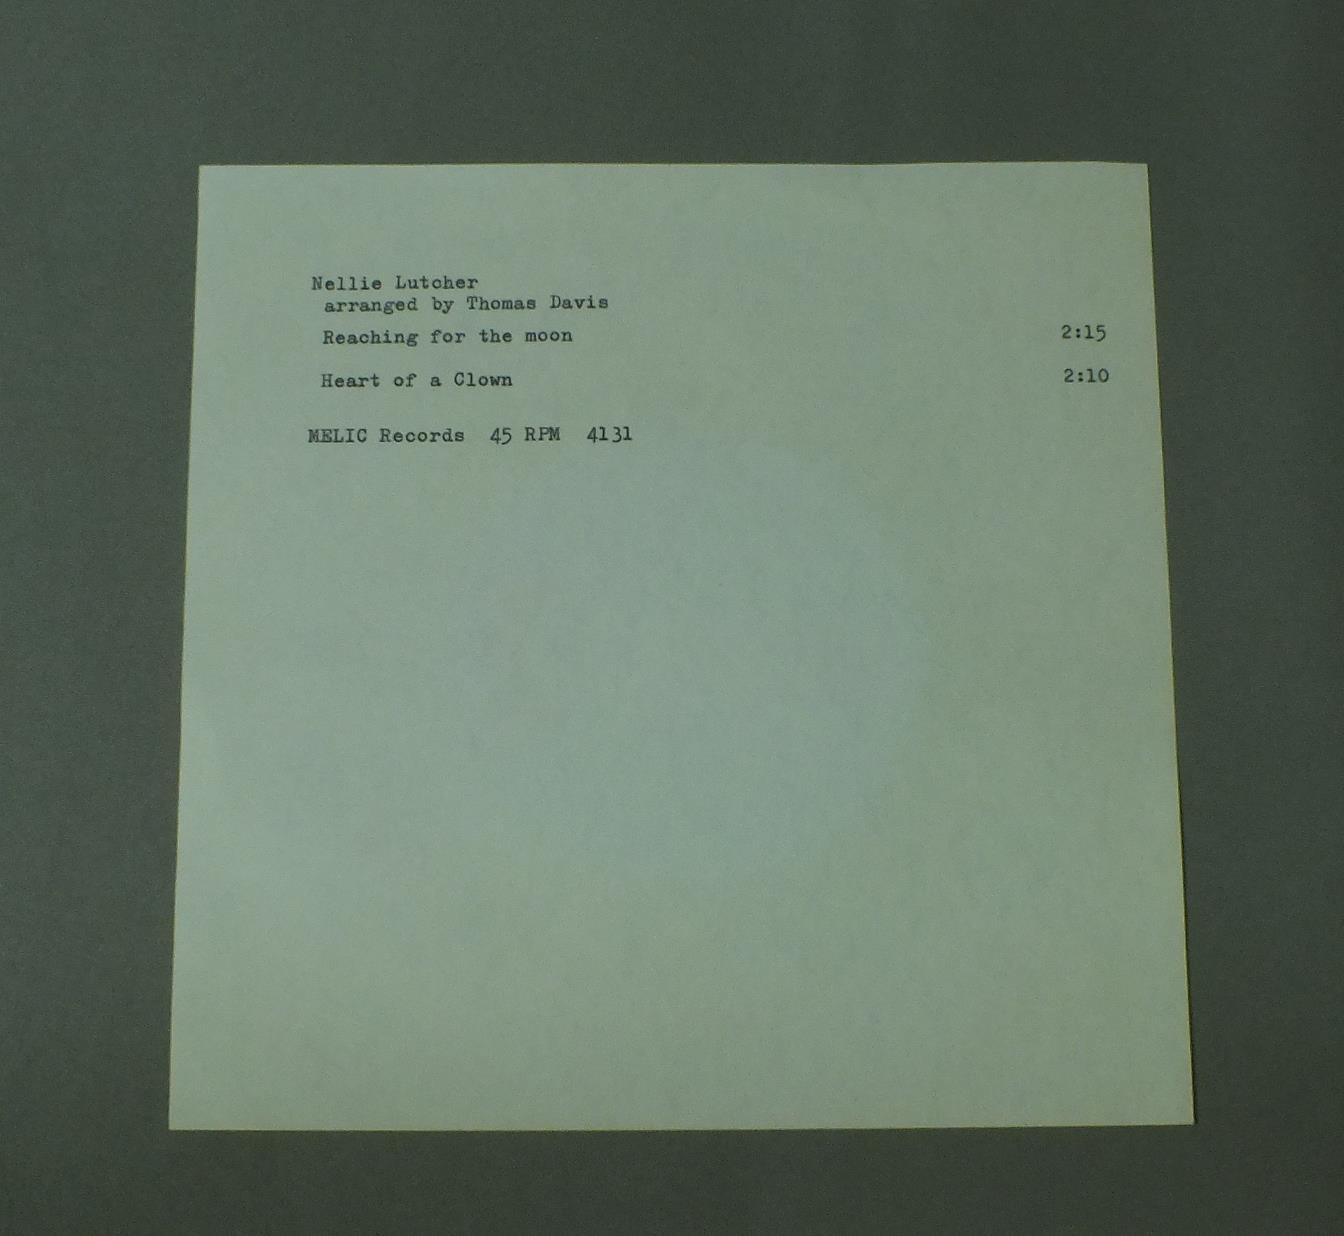 Nellie Lutcher
arranged by Thomas Davis
Reaching for the moon 2:15
Heart of a Clown 2:10
MELIC Records 45 RPM 4131